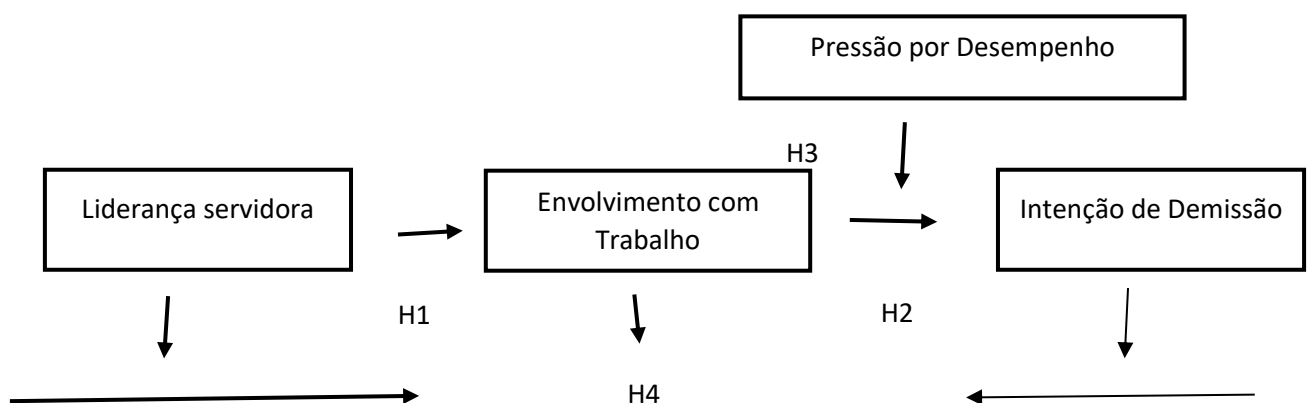 Pressão por Desempenho
H3
Liderança servidora
Envolvimento com
Trabalho
Intenção de Demissão
H1
H2
H4